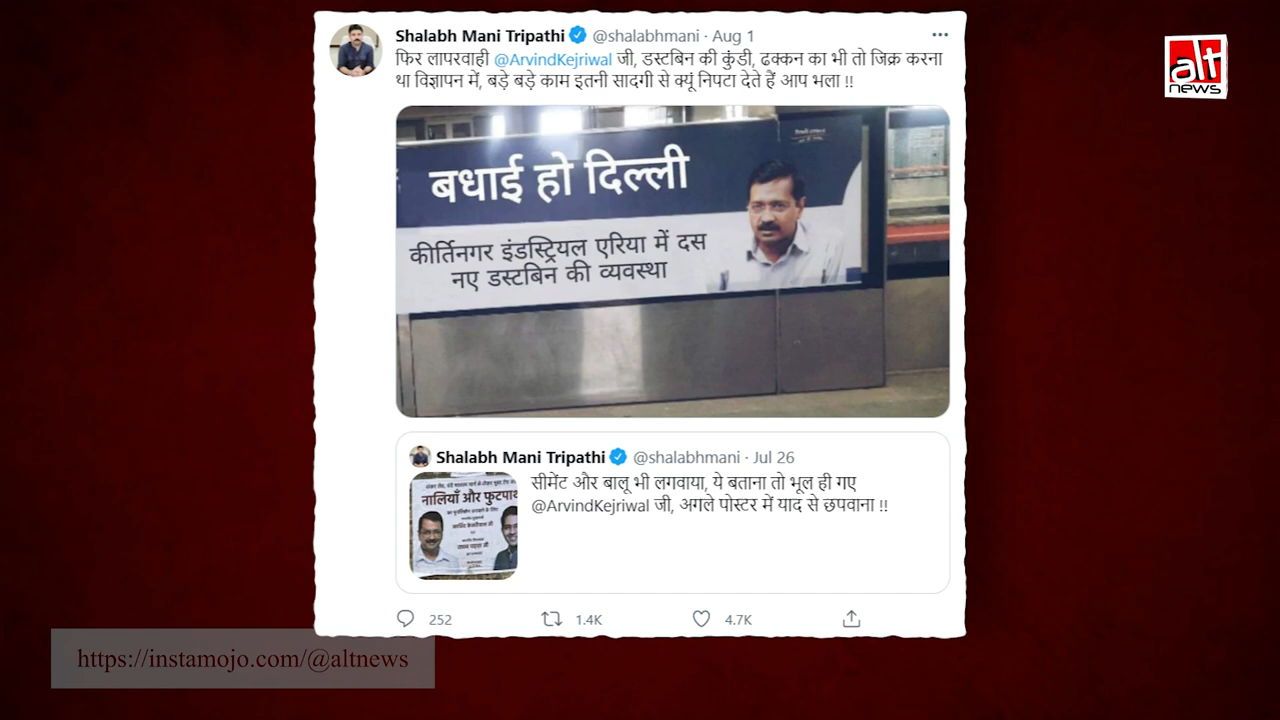 Shalabh Mani Tripathi @shalabhmani · Aug 1
फिर लापरवाही @ArvindKejriwal जी, डस्टबिन की कुंडी, ढक्कन का भी तो जिक्र करना
था विज्ञापन में, बड़े बड़े काम इतनी सादगी से क्यूं निपटा देते हैं आप भला !!
alt
news
बधाई हो दिल्ली
कीर्तिनगर इंडस्ट्रियल एरिया में दस
नए डस्टबिन की व्यवस्था
Shalabh Mani Tripathi @shalabhmani · Jul 26
सीमेंट और बालू भी लगवाया, ये बताना तो भूल ही गए
@ArvindKejriwal जी, अगले पोस्टर में याद से छपवाना !!
नालियाँ और फुटपाथ
252 1.4K 4.7K
https://instamojo.com/@altnews